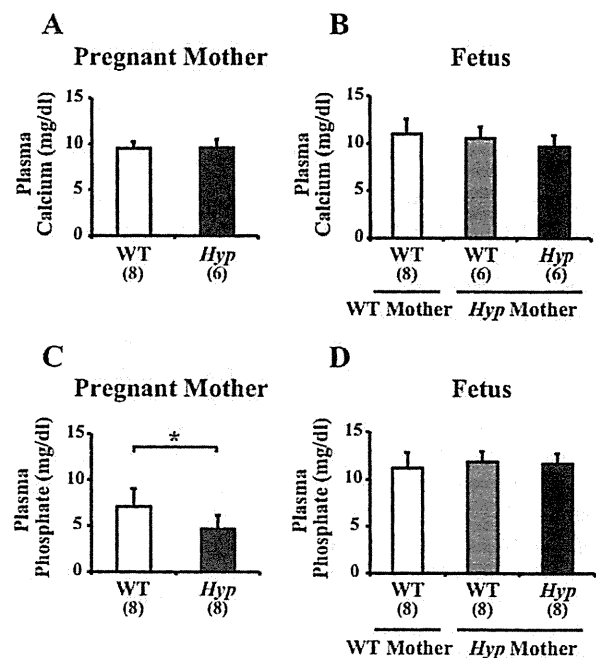 A
Pregnant Mother
Plasma
Calcium (mg/dl)
15
10
5
0
WT
(8)
Hyp
(6)
B
Fetus
Plasma
Calcium (mg/dl)
15
10
5
0
WT
(8)
WT
(6)
Hyp
(6)
WT Mother
Hyp Mother
C
Pregnant Mother
Plasma
Phosphate (mg/dl)
15
10
5
0
*
WT
(8)
Hyp
(8)
D
Fetus
Plasma
Phosphate (mg/dl)
15
10
5
0
WT
(8)
WT
(8)
Hyp
(8)
WT Mother
Hyp Mother